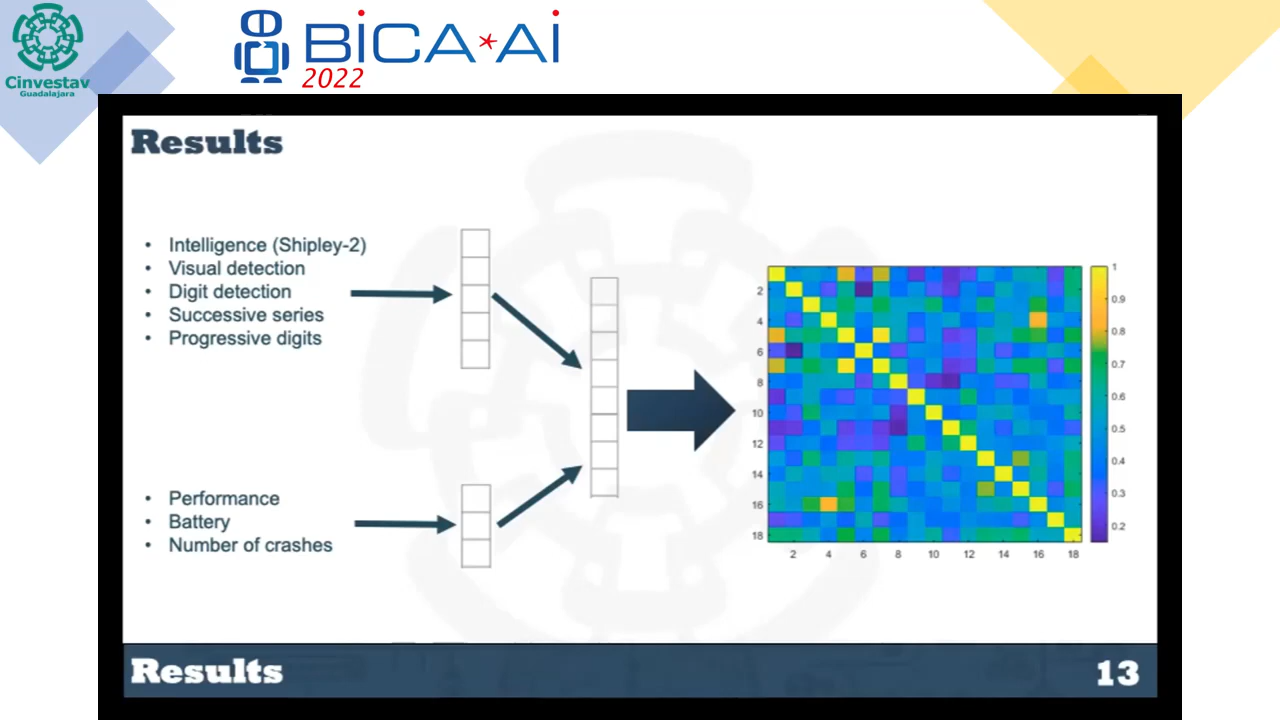 Cinvestav
Guadalajara
BiCA*Ai
2022
Results
• Intelligence (Shipley-2)
• Visual detection
• Digit detection
• Successive series
• Progressive digits
• Performance
• Battery
• Number of crashes
2
4
6
8
10
12
14
16
18
2 4 6 8 10 12 14 16 18
1
0.9
0.8
0.7
0.6
0.5
0.4
0.3
0.2
Results 13